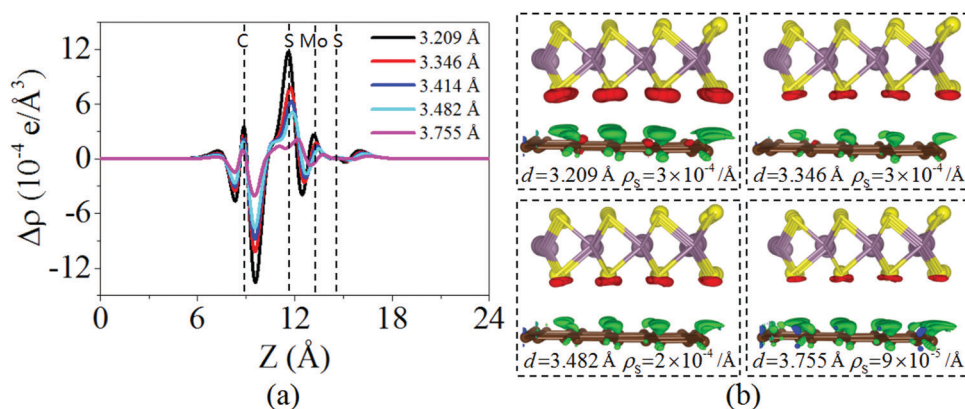 C S Mo S
12
6
0
-6
-12
Δρ (10⁻⁴ e/Å³)
3.209 Å
3.346 Å
3.414 Å
3.482 Å
3.755 Å
0 6 12 18 24
Z (Å)
(a)
d=3.209 Å ρₛ=3×10⁻⁴/Å
d=3.346 Å ρₛ=3×10⁻⁴/Å
d=3.482 Å ρₛ=2×10⁻⁴/Å
d=3.755 Å ρₛ=9×10⁻⁵/Å
(b)